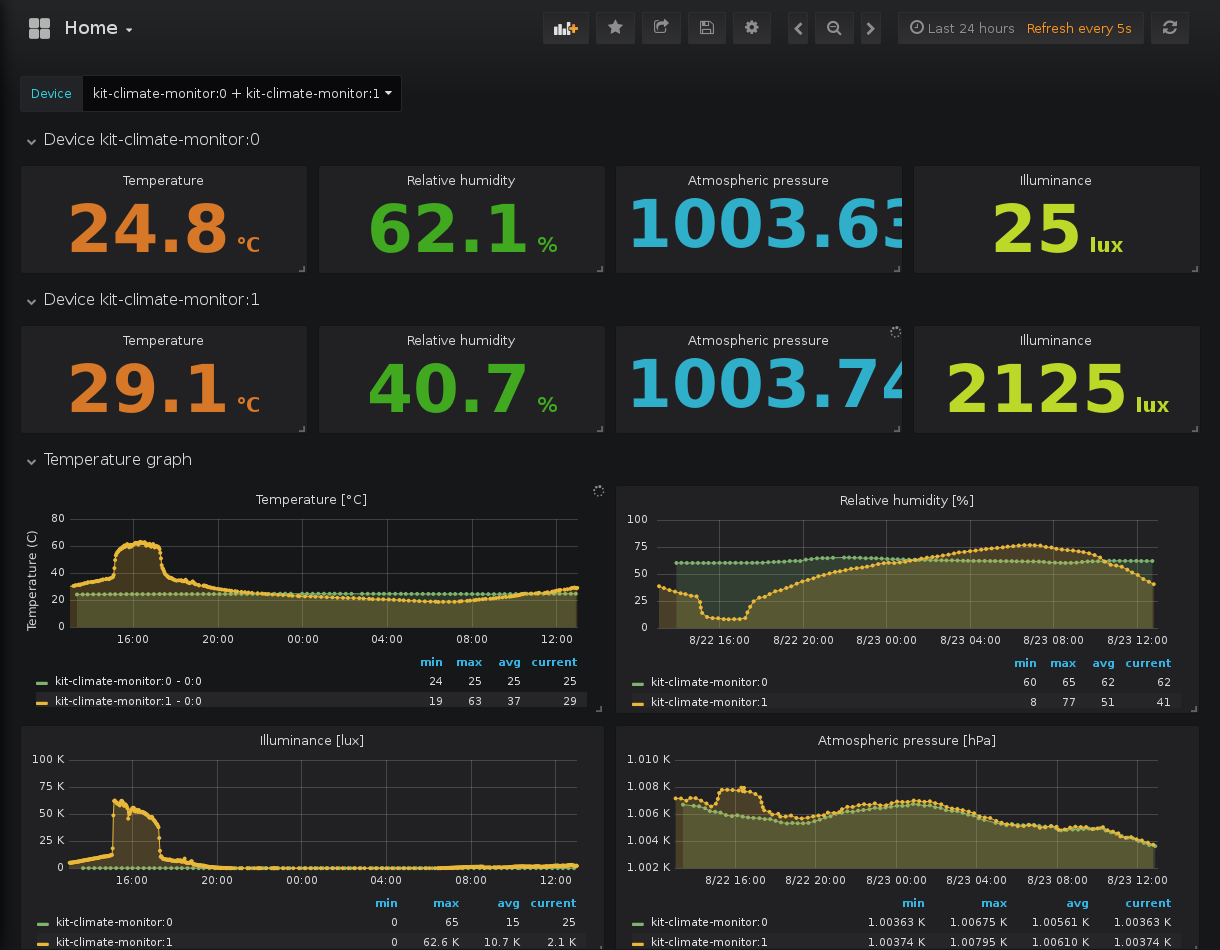 Home
Last 24 hours Refresh every 5s
Device kit-climate-monitor:0 + kit-climate-monitor:1
Device kit-climate-monitor:0
Temperature Relative humidity Atmospheric pressure Illuminance
24.8 °C 62.1 % 1003.63 25 lux
Device kit-climate-monitor:1
Temperature Relative humidity Atmospheric pressure Illuminance
29.1 °C 40.7 % 1003.74 2125 lux
Temperature graph
Temperature [°C]
Temperature (C)
80
60
40
20
0
16:00 20:00 00:00 04:00 08:00 12:00
min max avg current
kit-climate-monitor:0 - 0:0 24 25 25 25
kit-climate-monitor:1 - 0:0 19 63 37 29
Relative humidity [%]
100
75
50
25
0
8/22 16:00 8/22 20:00 8/23 00:00 8/23 04:00 8/23 08:00 8/23 12:00
min max avg current
kit-climate-monitor:0 60 65 62 62
kit-climate-monitor:1 8 77 51 41
Illuminance [lux]
100 K
75 K
50 K
25 K
0
16:00 20:00 00:00 04:00 08:00 12:00
min max avg current
kit-climate-monitor:0 0 65 15 25
kit-climate-monitor:1 0 62.6 K 10.7 K 2.1 K
Atmospheric pressure [hPa]
1.010 K
1.008 K
1.006 K
1.004 K
1.002 K
8/22 16:00 8/22 20:00 8/23 00:00 8/23 04:00 8/23 08:00 8/23 12:00
min max avg current
kit-climate-monitor:0 1.00363 K 1.00675 K 1.00561 K 1.00363 K
kit-climate-monitor:1 1.00374 K 1.00795 K 1.00610 K 1.00374 K